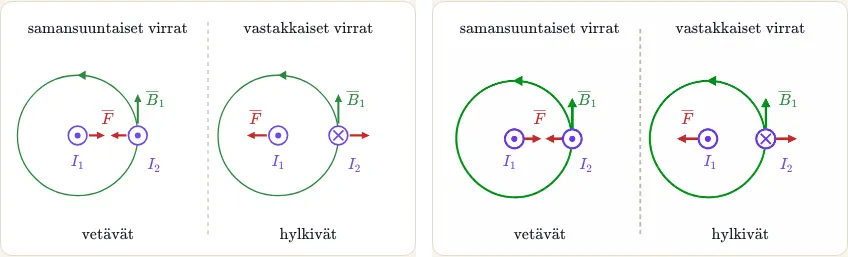 samansuuntaiset virrat
vastakkaiset virrat
B̅₁
F̅
I₁
I₂
B̅₁
F̅
I₁
I₂
vetävät
hylkivät
samansuuntaiset virrat
vastakkaiset virrat
B̅₁
F̅
I₁
I₂
B̅₁
F̅
I₁
I₂
vetävät
hylkivät